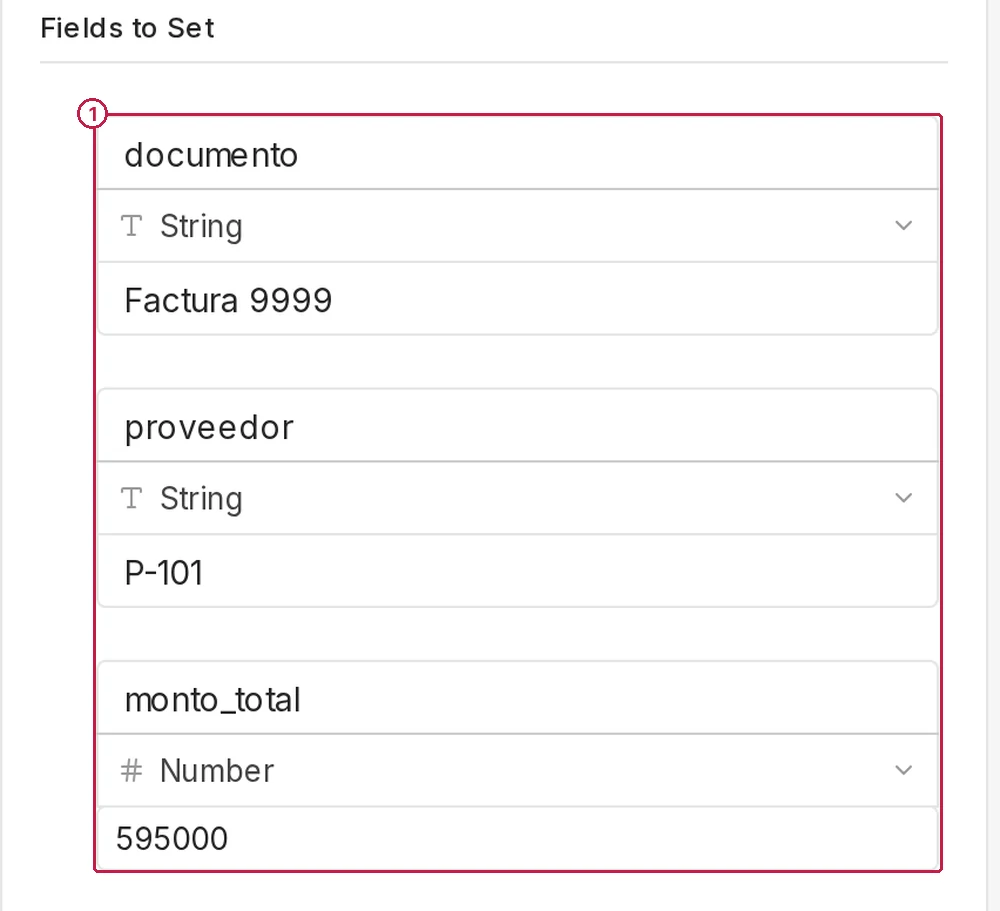 Fields to Set
1
documento
String
Factura 9999
proveedor
String
P-101
monto_total
# Number
595000